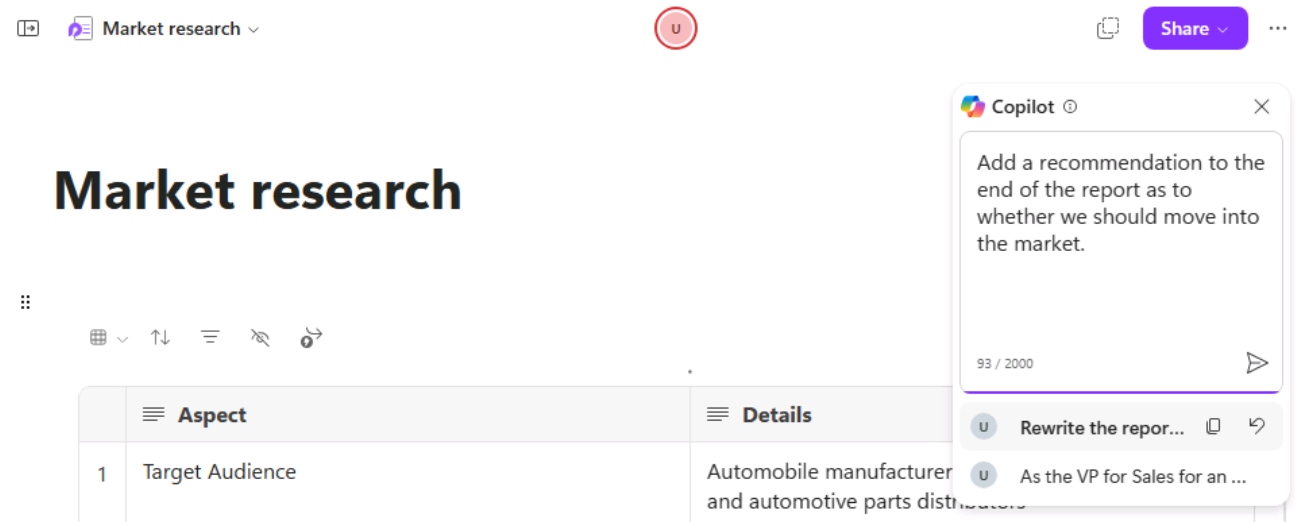 Market research
U
Share
Copilot
Add a recommendation to the
end of the report as to
whether we should move into
the market.
93 / 2000
U Rewrite the repor...
U As the VP for Sales for an ...
Market research
Aspect Details
1 Target Audience Automobile manufacturer
and automotive parts